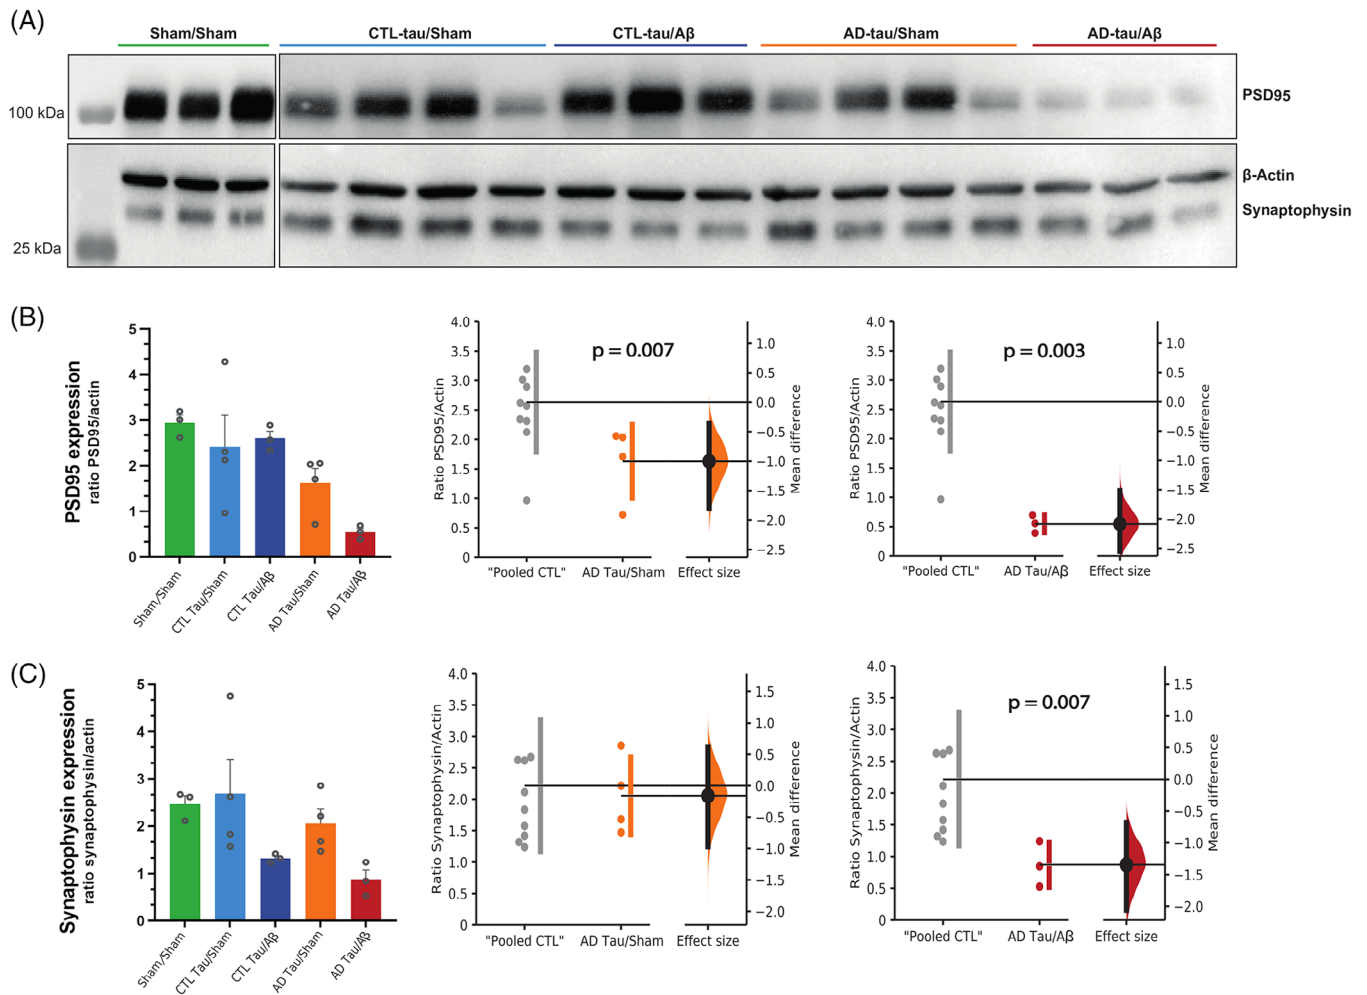 (A)
Sham/Sham CTL-tau/Sham CTL-tau/Aβ AD-tau/Sham AD-tau/Aβ
100 kDa PSD95
β-Actin
Synaptophysin
25 kDa
(B)
PSD95 expression
ratio PSD95/actin
5
4
3
2
1
0
Sham/Sham
CTL Tau/Sham
CTL Tau/Aβ
AD Tau/Sham
AD Tau/Aβ
Ratio PSD95/Actin
4.0
3.5
3.0
2.5
2.0
1.5
1.0
0.5
0
p = 0.007
1.0
0.5
0.0
−0.5
−1.0
−1.5
−2.0
−2.5
Mean difference
"Pooled CTL" AD Tau/Sham Effect size
Ratio PSD95/Actin
4.0
3.5
3.0
2.5
2.0
1.5
1.0
0.5
0
p = 0.003
1.0
0.5
0.0
−0.5
−1.0
−1.5
−2.0
−2.5
Mean difference
"Pooled CTL" AD Tau/Aβ Effect size
(C)
Synaptophysin expression
ratio synaptophysin/actin
5
4
3
2
1
0
Sham/Sham
CTL Tau/Sham
CTL Tau/Aβ
AD Tau/Sham
AD Tau/Aβ
Ratio Synaptophysin/Actin
4.0
3.5
3.0
2.5
2.0
1.5
1.0
0.5
0
1.5
1.0
0.5
0.0
−0.5
−1.0
−1.5
−2.0
Mean difference
"Pooled CTL" AD Tau/Sham Effect size
Ratio Synaptophysin/Actin
4.0
3.5
3.0
2.5
2.0
1.5
1.0
0.5
0
p = 0.007
1.5
1.0
0.5
0.0
−0.5
−1.0
−1.5
−2.0
Mean difference
"Pooled CTL" AD Tau/Aβ Effect size